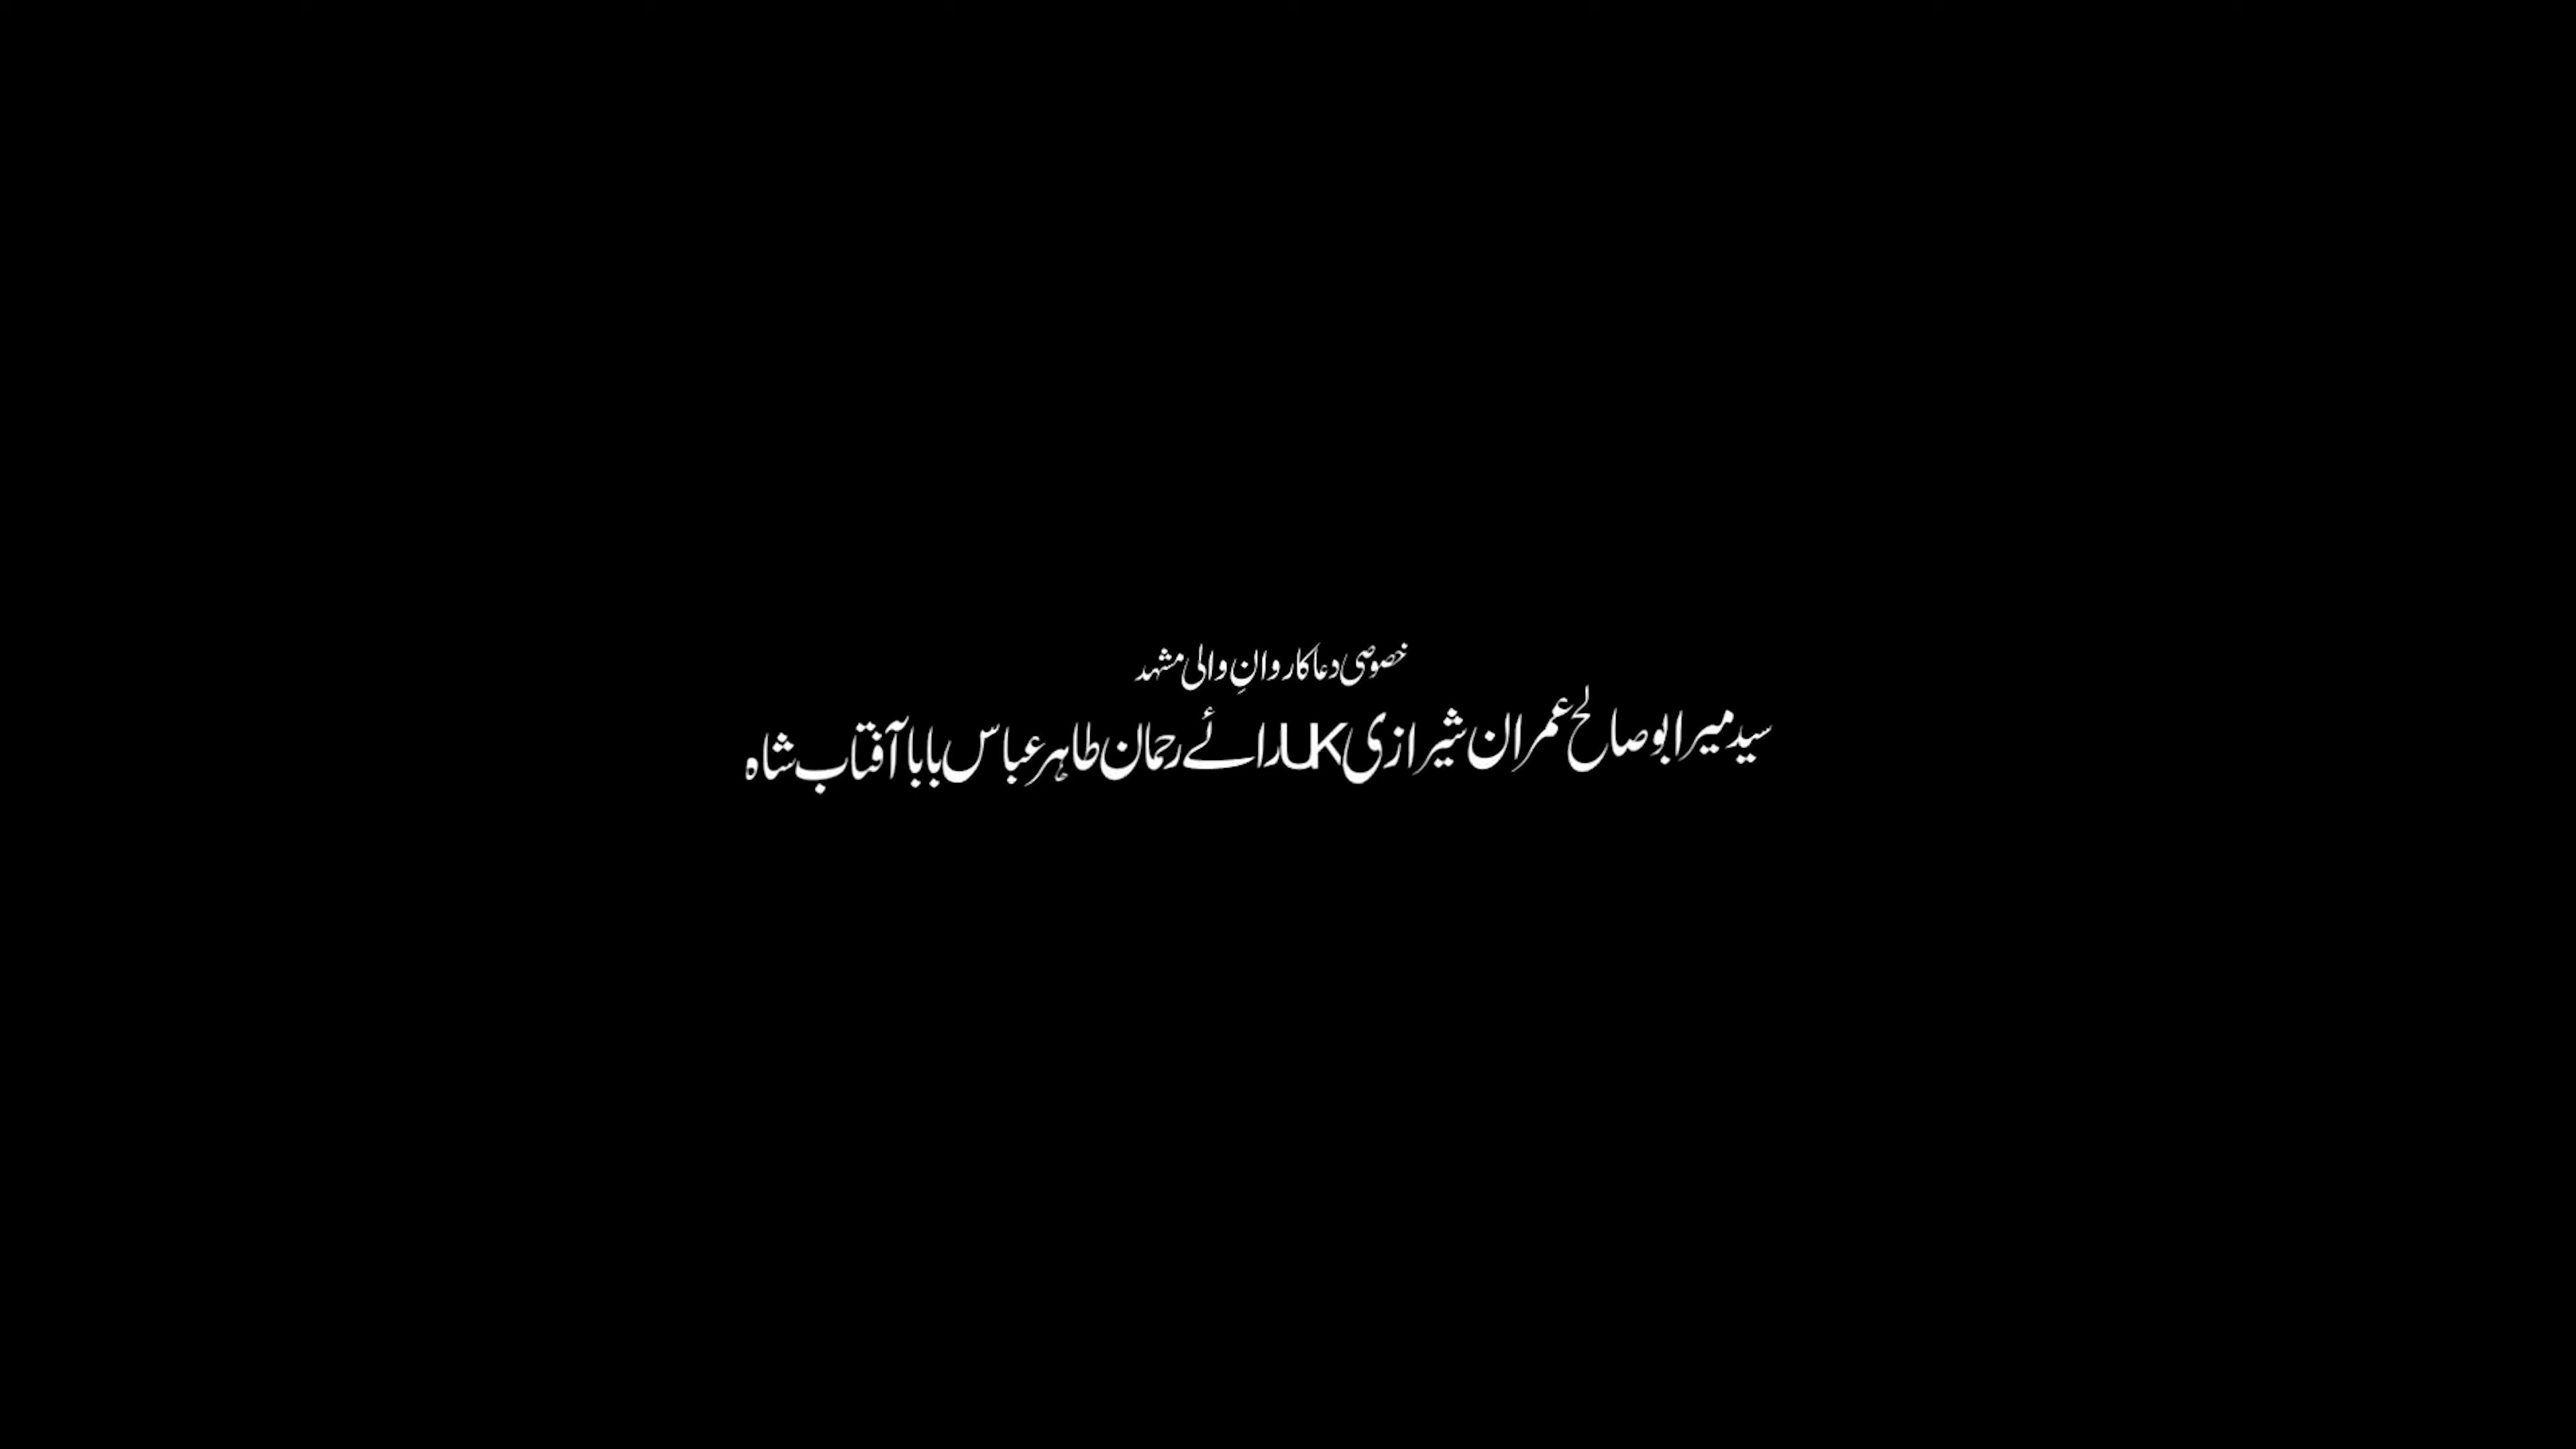 خصوصی دعا کاروانِ والی مشہد
سید میر ابو صالح عمران شیرازی UK رائے رحمان طاہر عباس بابا آفتاب شاہ